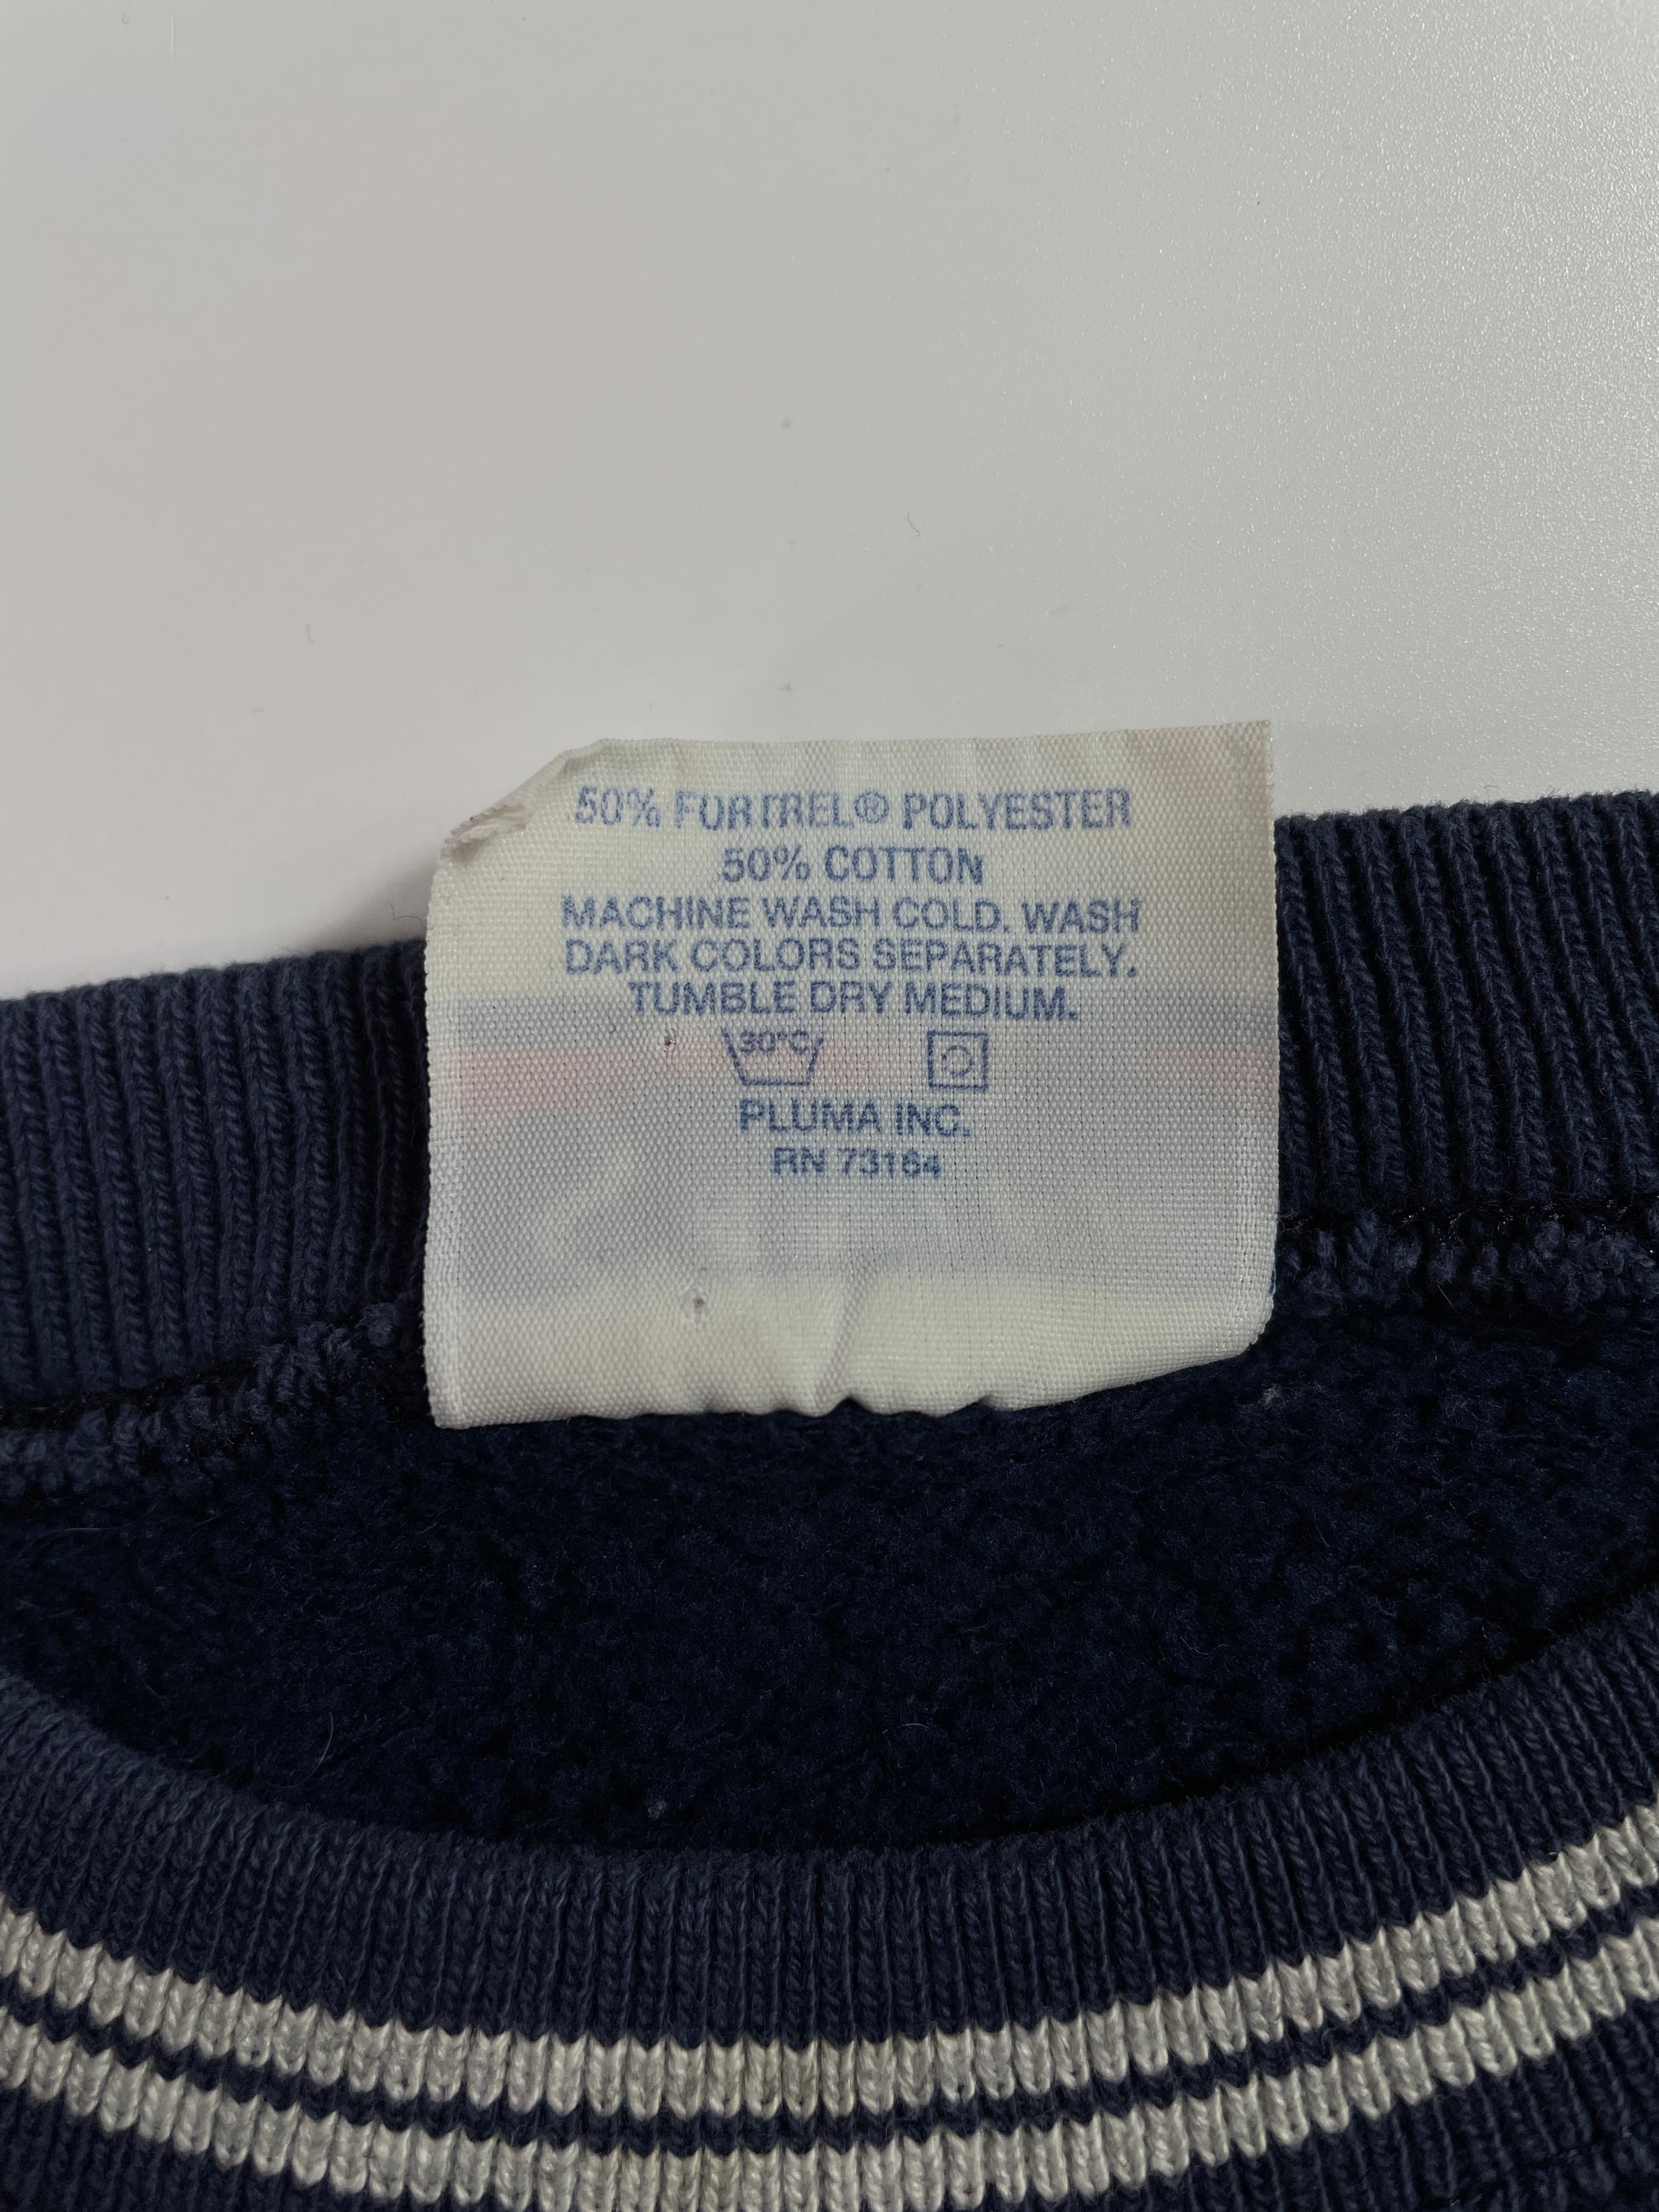 50% FORTREL® POLYESTER
50% COTTON
MACHINE WASH COLD. WASH
DARK COLORS SEPARATELY.
TUMBLE DRY MEDIUM.
30°C
PLUMA INC.
RN 73164